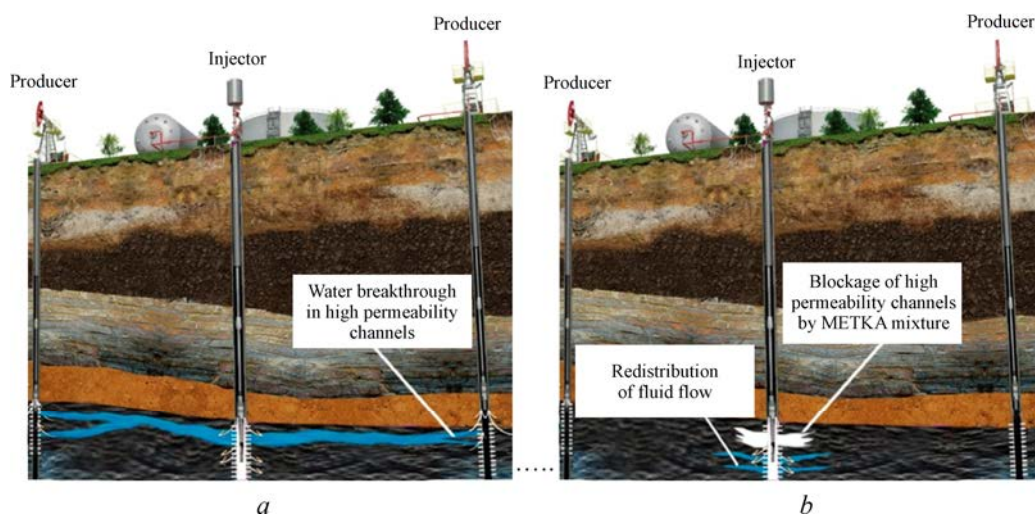 Producer
Injector
Producer
Water breakthrough
in high permeability
channels
a
.....
Producer
Injector
Producer
Blockage of high
permeability channels
by METKA mixture
Redistribution
of fluid flow
b